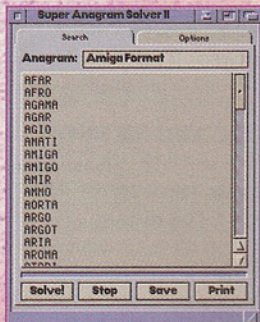 Super Anagram Solver II
Search Options
Anagram: Amiga Format
AFAR
AFRO
AGAMA
AGAR
AGIO
AMATI
AMIGA
AMIGO
AMIR
AMMO
AORTA
ARGO
ARGOT
ARIA
AROMA
Solve! Stop Save Print